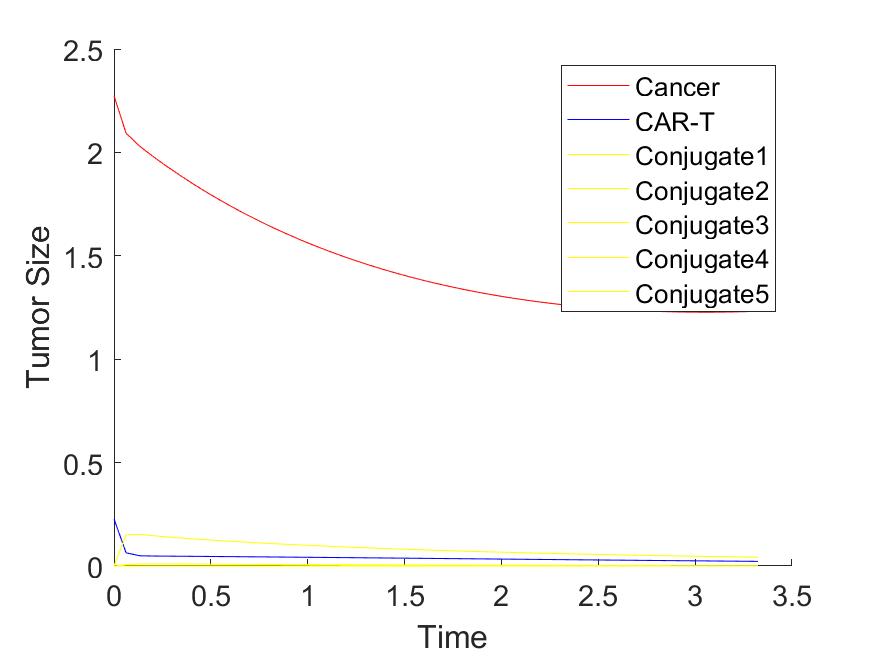 2.5
2
1.5
1
0.5
0
0
0.5
1
1.5
2
2.5
3
3.5
Tumor Size
Time
Cancer
CAR-T
Conjugate1
Conjugate2
Conjugate3
Conjugate4
Conjugate5